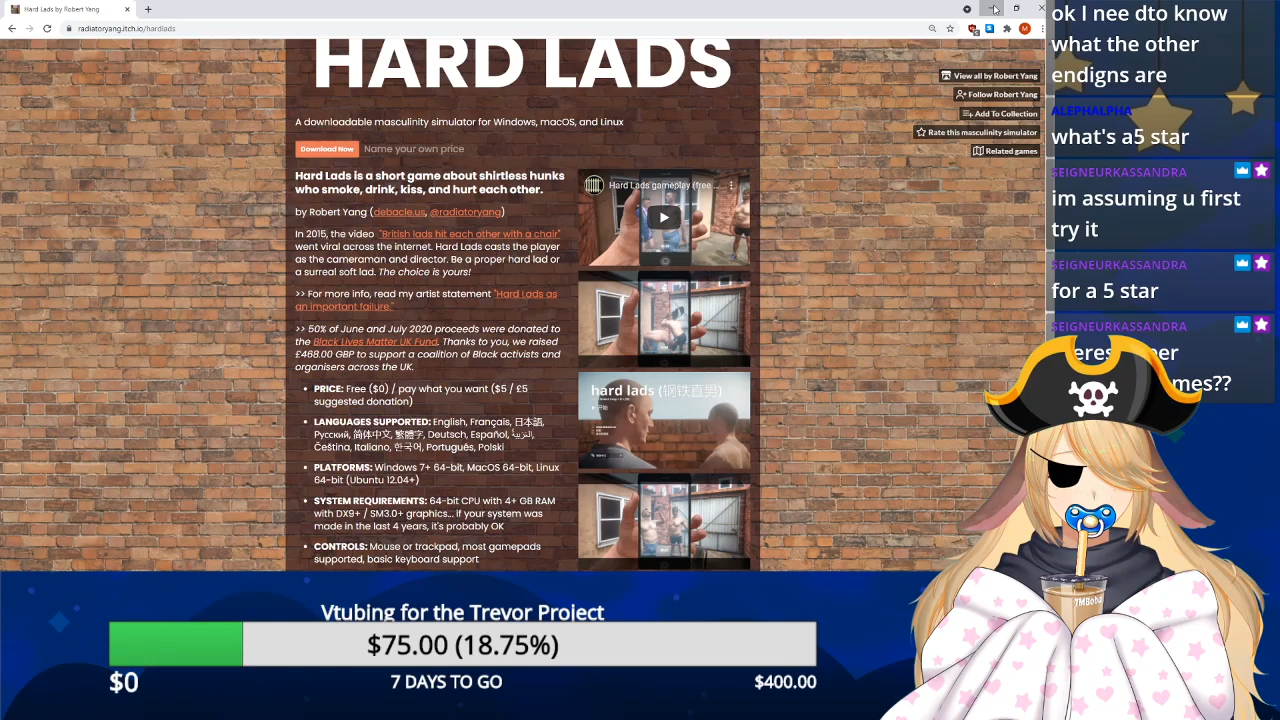 Hard Lads by Robert Yang
radiatoryang.itch.io/hardlads
HARD LADS
A downloadable masculinity simulator for Windows, macOS, and Linux
Download Now Name your own price
Hard Lads is a short game about shirtless hunks
who smoke, drink, kiss, and hurt each other.
by Robert Yang (debacle.us, @radiatoryang)
In 2015, the video "British lads hit each other with a chair"
went viral across the internet. Hard Lads casts the player
as the cameraman and director. Be a proper hard lad or
a surreal soft lad. The choice is yours!
>> For more info, read my artist statement "Hard Lads as
an important failure."
>> 50% of June and July 2020 proceeds were donated to
the Black Lives Matter UK Fund. Thanks to you, we raised
£468.00 GBP to support a coalition of Black activists and
organisers across the UK.
• PRICE: Free ($0) / pay what you want ($5 / £5
suggested donation)
• LANGUAGES SUPPORTED: English, Français, 日本語,
Русский, 简体中文, 繁體字, Deutsch, Español, العَرَبِيَّة,
Čeština, Italiano, 한국어, Português, Polski
• PLATFORMS: Windows 7+ 64-bit, MacOS 64-bit, Linux
64-bit (Ubuntu 12.04+)
• SYSTEM REQUIREMENTS: 64-bit CPU with 4+ GB RAM
with DX9+ / SM3.0+ graphics... if your system was
made in the last 4 years, it's probably OK
• CONTROLS: Mouse or trackpad, most gamepads
supported, basic keyboard support
Hard Lads gameplay (free ...
hard lads (钢铁直男)
View all by Robert Yang
Follow Robert Yang
Add To Collection
Rate this masculinity simulator
Related games
ok I nee dto know
what the other
endigns are
ALEPHALPHA
what's a5 star
SEIGNEURKASSANDRA
im assuming u first
try it
SEIGNEURKASSANDRA
for a 5 star
SEIGNEURKASSANDRA
mes??
TMBoba
Vtubing for the Trevor Project
$75.00 (18.75%)
$0 7 DAYS TO GO $400.00